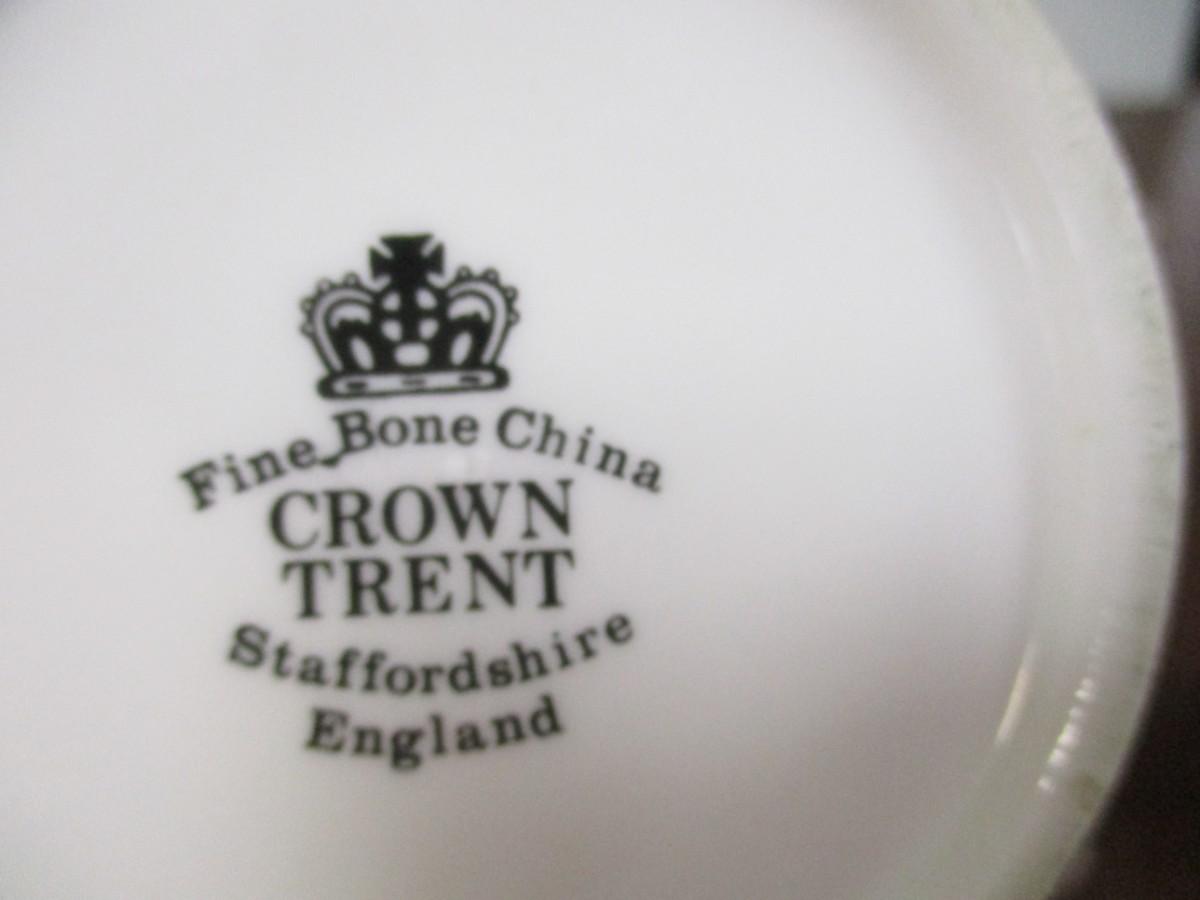 Fine Bone China
CROWN
TRENT
Staffordshire
England